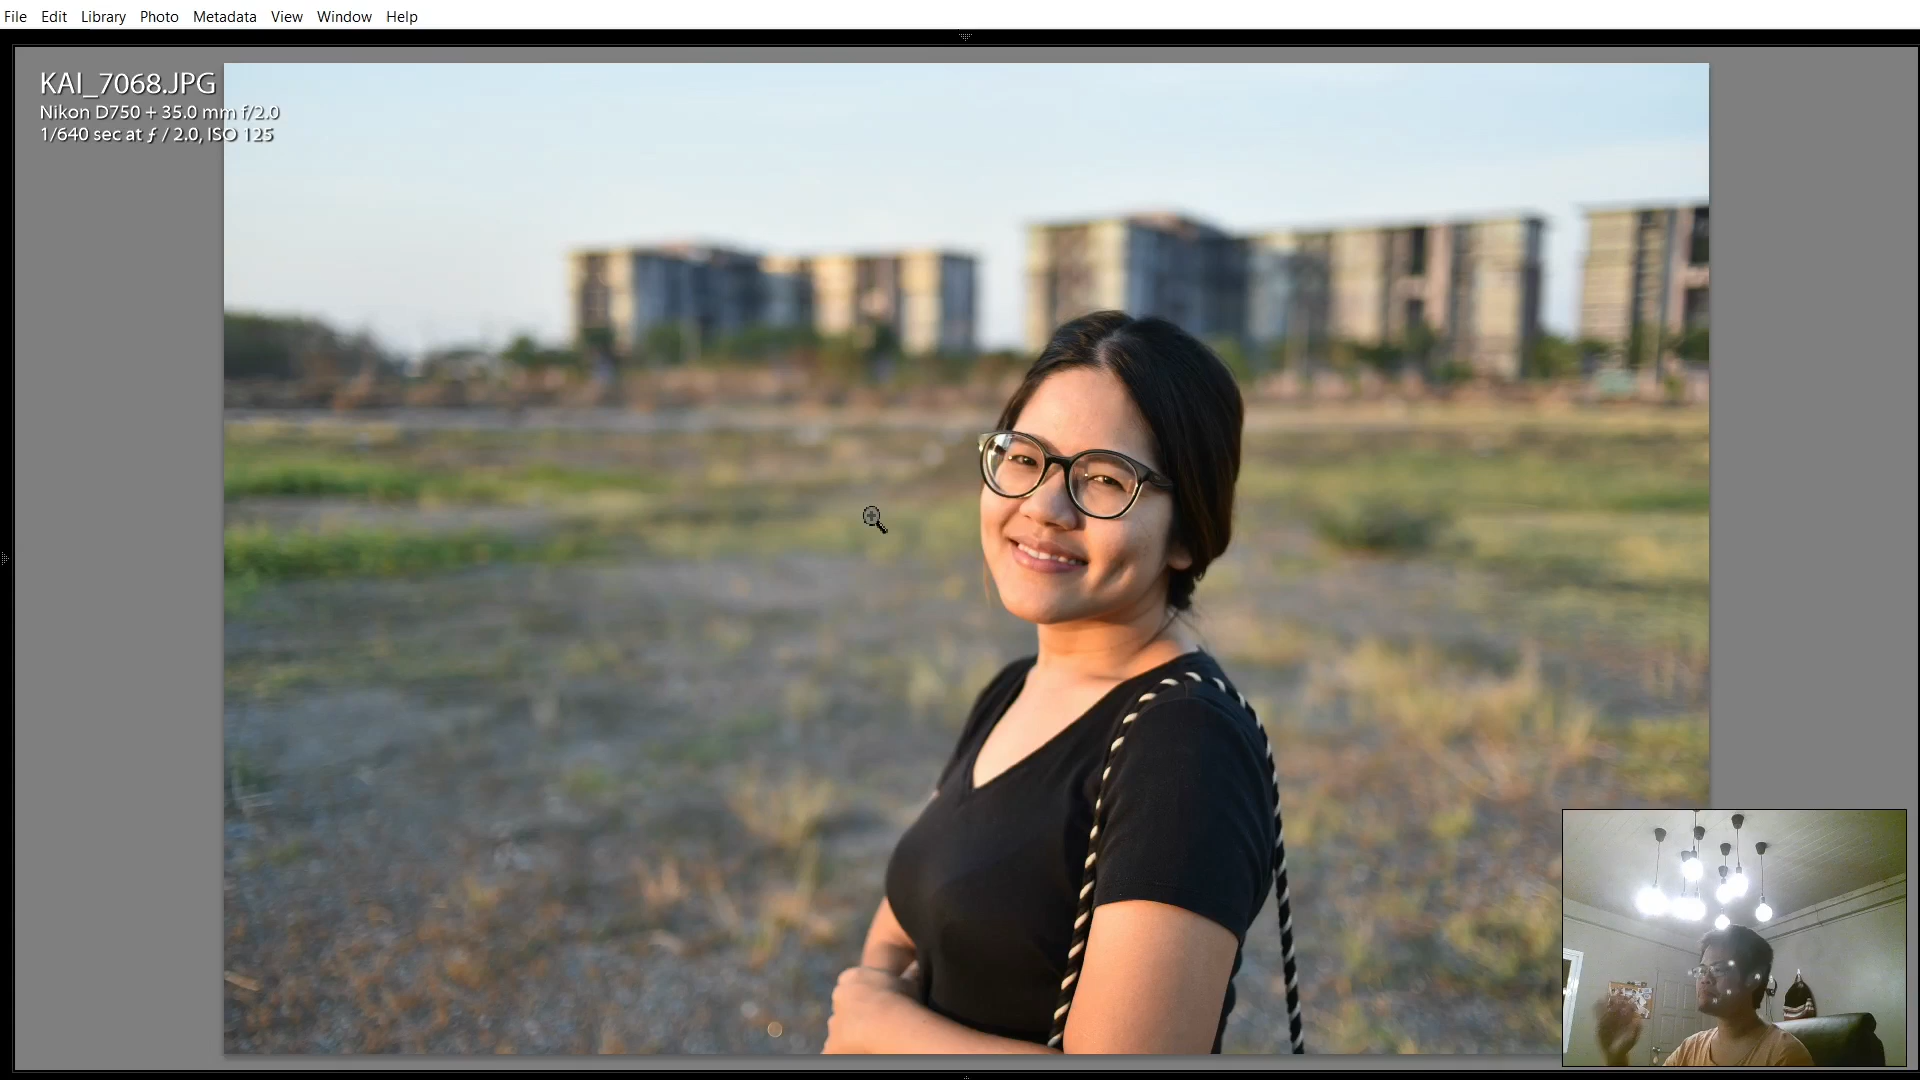 File Edit Library Photo Metadata View Window Help
KAI_7068.JPG
Nikon D750 + 35.0 mm f/2.0
1/640 sec at ƒ / 2.0, ISO 125